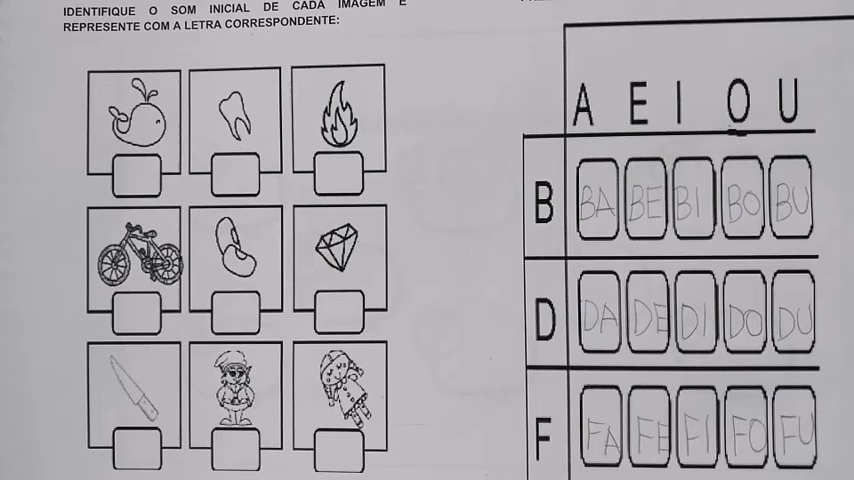 IDENTIFIQUE O SOM INICIAL DE CADA IMAGEM E
REPRESENTE COM A LETRA CORRESPONDENTE:
A E I O U
B BA BE BI BO BU
D DA DE DI DO DU
F FA FE FI FO FU